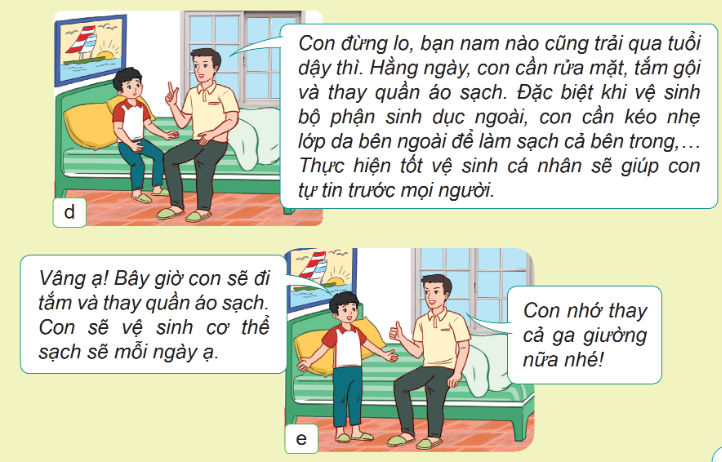 Con đừng lo, bạn nam nào cũng trải qua tuổi
dậy thì. Hằng ngày, con cần rửa mặt, tắm gội
và thay quần áo sạch. Đặc biệt khi vệ sinh
bộ phận sinh dục ngoài, con cần kéo nhẹ
lớp da bên ngoài để làm sạch cả bên trong,...
Thực hiện tốt vệ sinh cá nhân sẽ giúp con
tự tin trước mọi người.
d
Vâng ạ! Bây giờ con sẽ đi
tắm và thay quần áo sạch.
Con sẽ vệ sinh cơ thể
sạch sẽ mỗi ngày ạ.
Con nhớ thay
cả ga giường
nữa nhé!
e